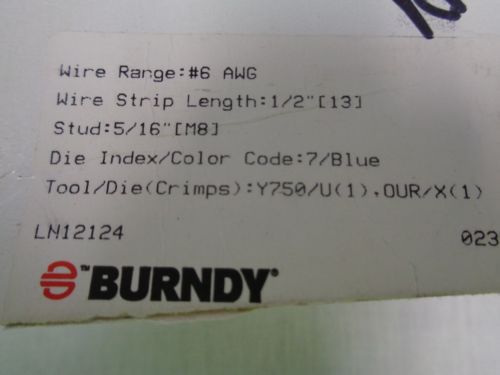 Wire Range:#6 AWG
Wire Strip Length:1/2"[13]
Stud:5/16"[M8]
Die Index/Color Code:7/Blue
Tool/Die(Crimps):Y750/U(1),OUR/X(1)
LN12124 023
™BURNDY®